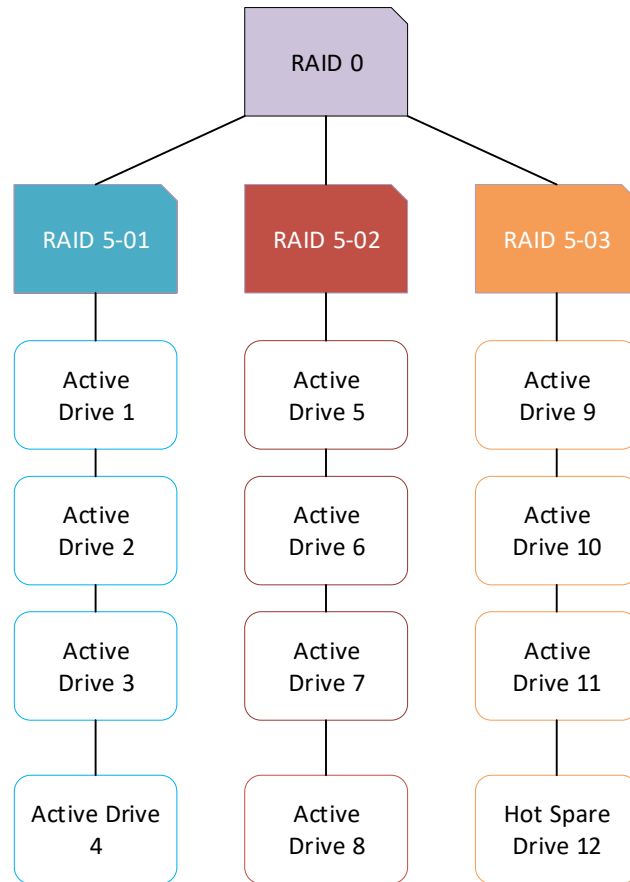 RAID 0
RAID 5-01
RAID 5-02
RAID 5-03
Active
Drive 1
Active
Drive 5
Active
Drive 9
Active
Drive 2
Active
Drive 6
Active
Drive 10
Active
Drive 3
Active
Drive 7
Active
Drive 11
Active Drive
4
Active
Drive 8
Hot Spare
Drive 12